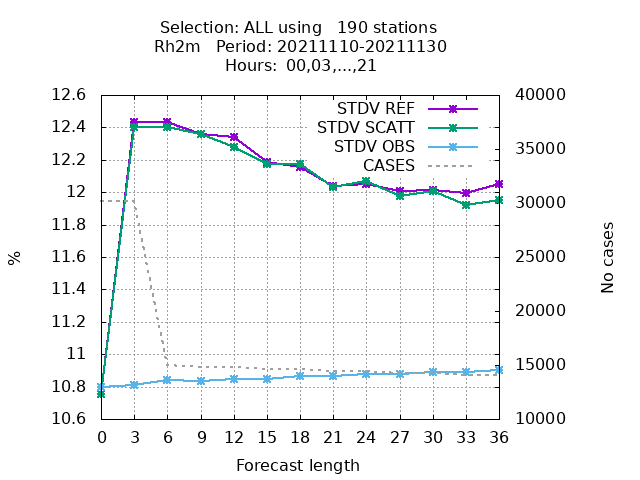 Selection: ALL using   190 stations
Rh2m   Period: 20211110-20211130
Hours:  00,03,...,21
12.6
12.4
12.2
12
11.8
11.6
11.4
11.2
11
10.8
10.6
%
STDV REF
STDV SCATT
STDV OBS
CASES
40000
35000
30000
25000
20000
15000
10000
No cases
0 3 6 9 12 15 18 21 24 27 30 33 36
Forecast length